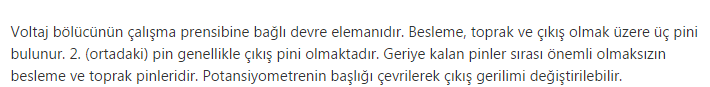 Voltaj bölücünün çalışma prensibine bağlı devre elemanıdır. Besleme, toprak ve çıkış olmak üzere üç pini
bulunur. 2. (ortadaki) pin genellikle çıkış pini olmaktadır. Geriye kalan pinler sırası önemli olmaksızın
besleme ve toprak pinleridir. Potansiyometrenin başlığı çevrilerek çıkış gerilimi değiştirilebilir.